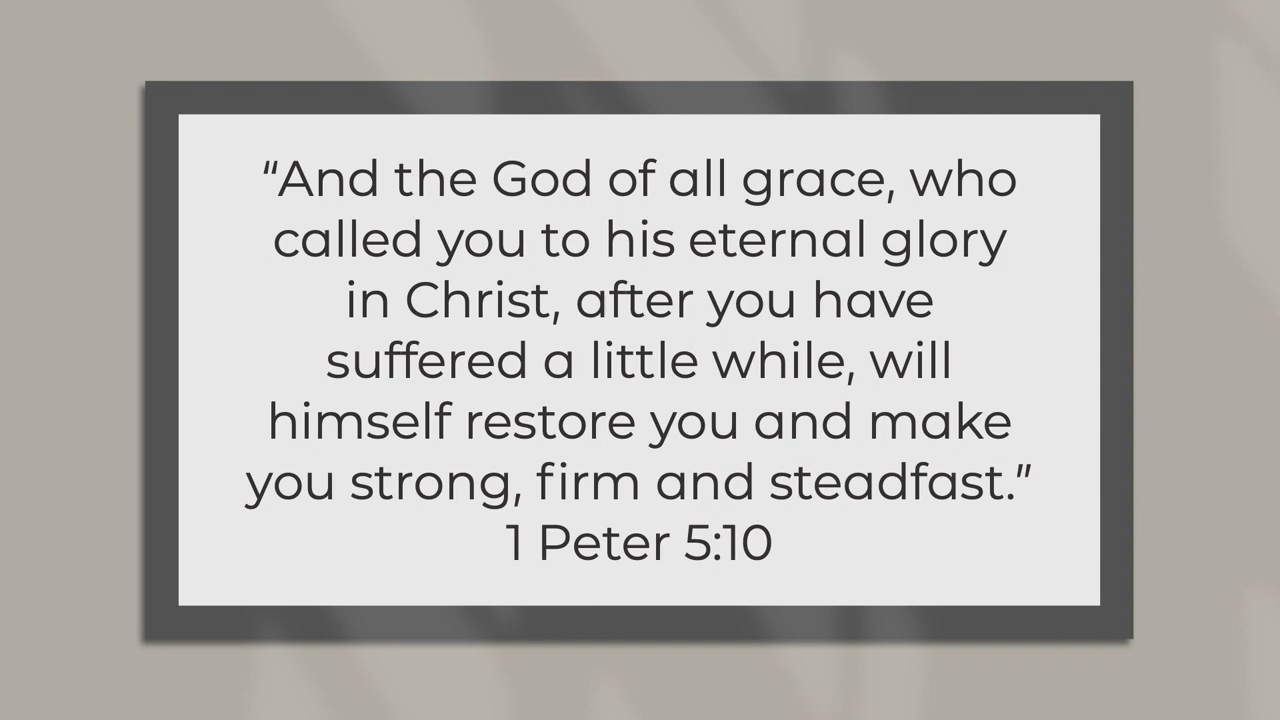 “And the God of all grace, who
called you to his eternal glory
in Christ, after you have
suffered a little while, will
himself restore you and make
you strong, firm and steadfast.”
1 Peter 5:10